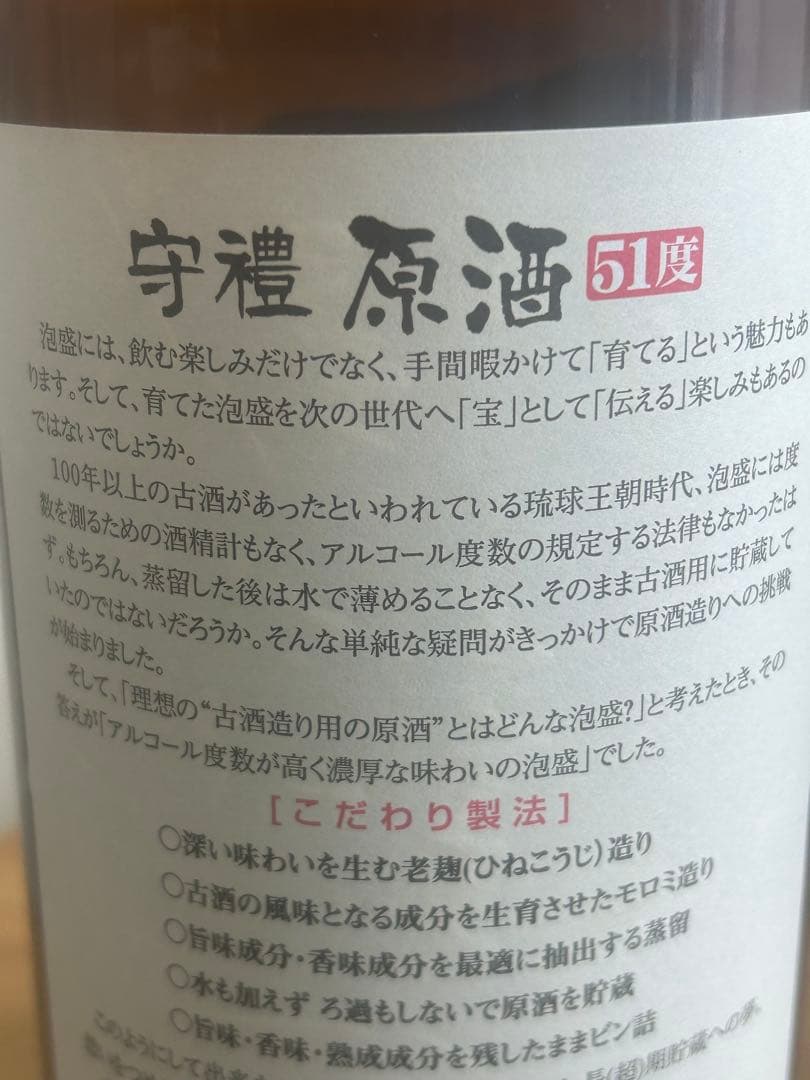 守禮 原酒 51度
泡盛には、飲む楽しみだけでなく、手間暇かけて「育てる」という魅力もあ
ります。そして、育てた泡盛を次の世代へ「宝」として「伝える」楽しみもあるの
ではないでしょうか。
100年以上の古酒があったといわれている琉球王朝時代、泡盛には度
数を測るための酒精計もなく、アルコール度数の規定する法律もなかったは
ず。もちろん、蒸留した後は水で薄めることなく、そのまま古酒用に貯蔵して
いたのではないだろうか。そんな単純な疑問がきっかけで原酒造りへの挑戦
が始まりました。
そして、「理想の“古酒造り用の原酒”とはどんな泡盛?」と考えたとき、その
答えが「アルコール度数が高く濃厚な味わいの泡盛」でした。
[こだわり製法]
○深い味わいを生む老麹(ひねこうじ)造り
○古酒の風味となる成分を生育させたモロミ造り
○旨味成分・香味成分を最適に抽出する蒸留
○水も加えず ろ過もしないで原酒を貯蔵
○旨味・香味・熟成成分を残したままビン詰
このようにして出来 長(超)期貯蔵への夢、